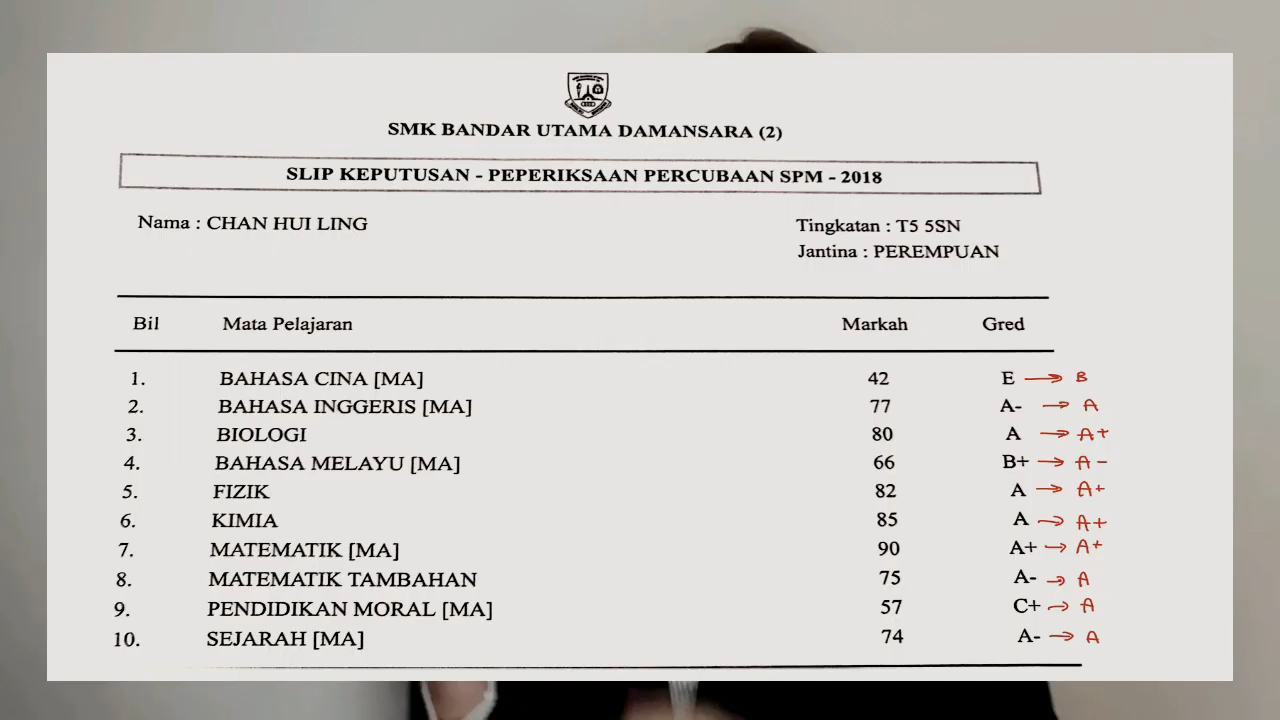 SMK BANDAR UTAMA DAMANSARA (2)
SLIP KEPUTUSAN - PEPERIKSAAN PERCUBAAN SPM - 2018
Nama : CHAN HUI LING Tingkatan : T5 5SN
Jantina : PEREMPUAN
Bil Mata Pelajaran Markah Gred
1. BAHASA CINA [MA] 42 E → B
2. BAHASA INGGERIS [MA] 77 A- → A
3. BIOLOGI 80 A → A+
4. BAHASA MELAYU [MA] 66 B+ → A-
5. FIZIK 82 A → A+
6. KIMIA 85 A → A+
7. MATEMATIK [MA] 90 A+ → A+
8. MATEMATIK TAMBAHAN 75 A- → A
9. PENDIDIKAN MORAL [MA] 57 C+ → A
10. SEJARAH [MA] 74 A- → A